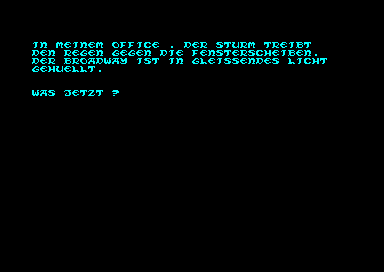 IN MEINEM OFFICE . DER STURM TREIBT
DEN REGEN GEGEN DIE FENSTERSCHEIBEN.
DER BROADWAY IST IN GLEISSENDES LICHT
GEHUELLT.
WAS JETZT ?